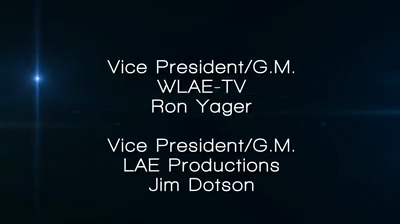 Vice President/G.M.
WLAE-TV
Ron Yager
Vice President/G.M.
LAE Productions
Jim Dotson